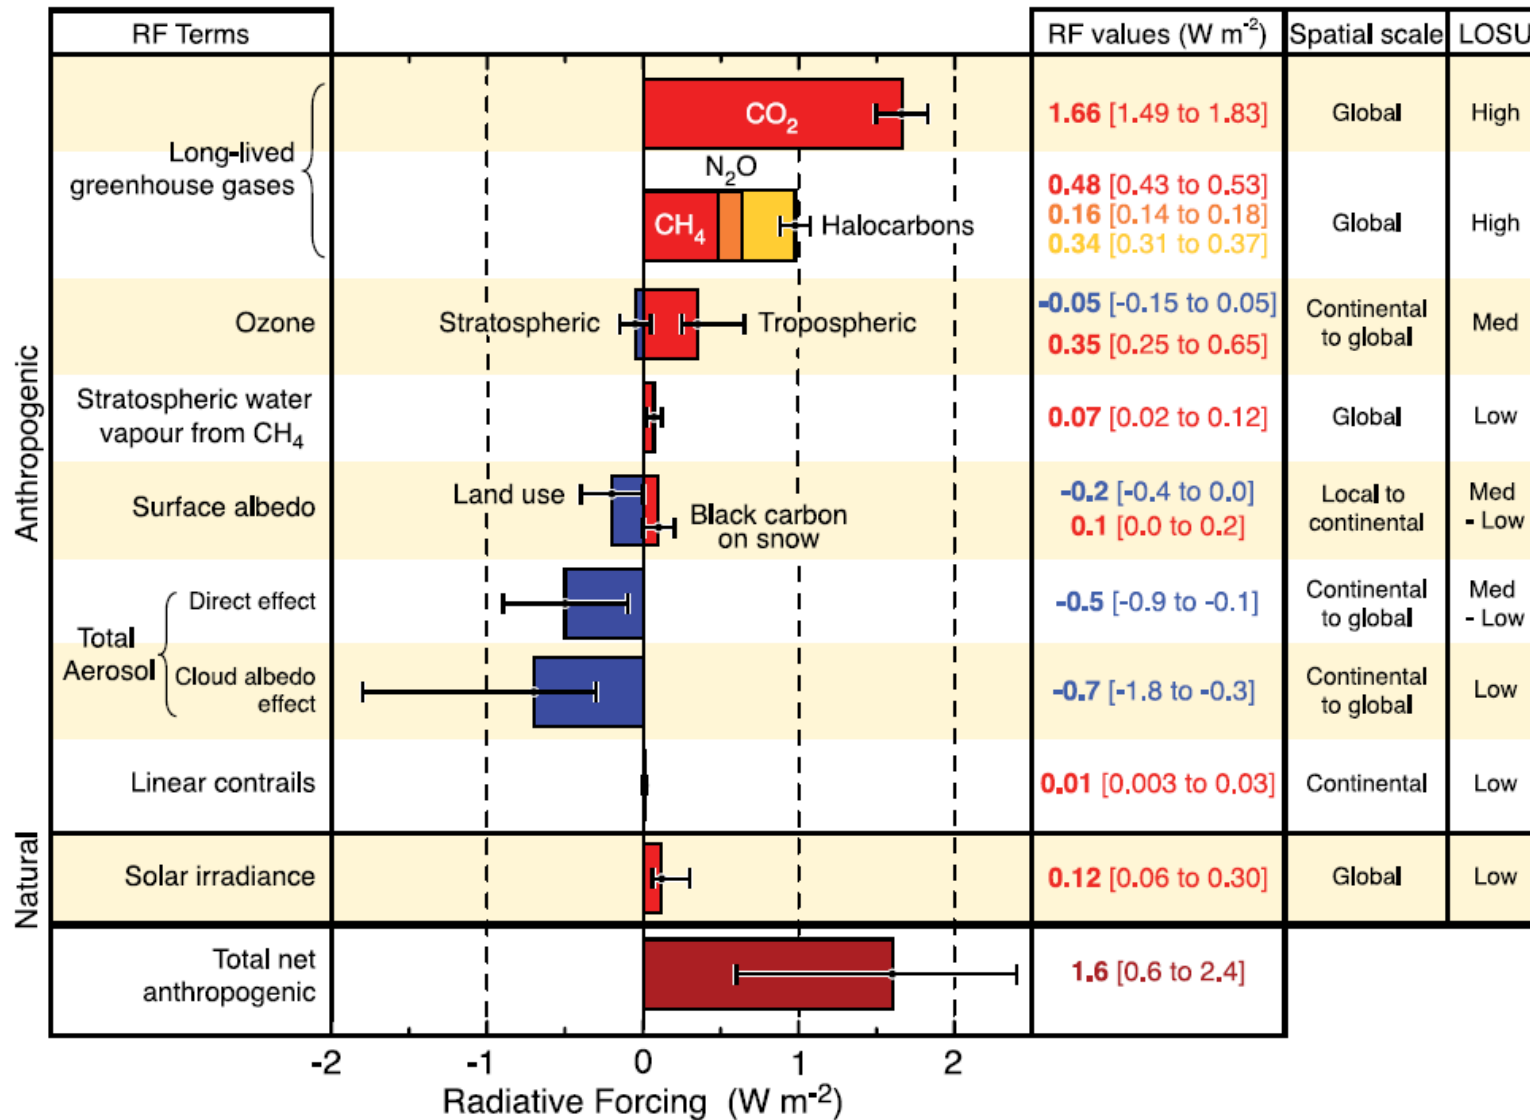 RF Terms
RF values (W m⁻²)
Spatial scale
LOSU
Anthropogenic
Long-lived
greenhouse gases
CO₂
1.66 [1.49 to 1.83]
Global
High
N₂O
CH₄
Halocarbons
0.48 [0.43 to 0.53]
0.16 [0.14 to 0.18]
0.34 [0.31 to 0.37]
Global
High
Ozone
Stratospheric
Tropospheric
-0.05 [-0.15 to 0.05]
0.35 [0.25 to 0.65]
Continental
to global
Med
Stratospheric water
vapour from CH₄
0.07 [0.02 to 0.12]
Global
Low
Surface albedo
Land use
Black carbon
on snow
-0.2 [-0.4 to 0.0]
0.1 [0.0 to 0.2]
Local to
continental
Med
- Low
Total
Aerosol
Direct effect
-0.5 [-0.9 to -0.1]
Continental
to global
Med
- Low
Cloud albedo
effect
-0.7 [-1.8 to -0.3]
Continental
to global
Low
Linear contrails
0.01 [0.003 to 0.03]
Continental
Low
Natural
Solar irradiance
0.12 [0.06 to 0.30]
Global
Low
Total net
anthropogenic
1.6 [0.6 to 2.4]
-2 -1 0 1 2
Radiative Forcing (W m⁻²)